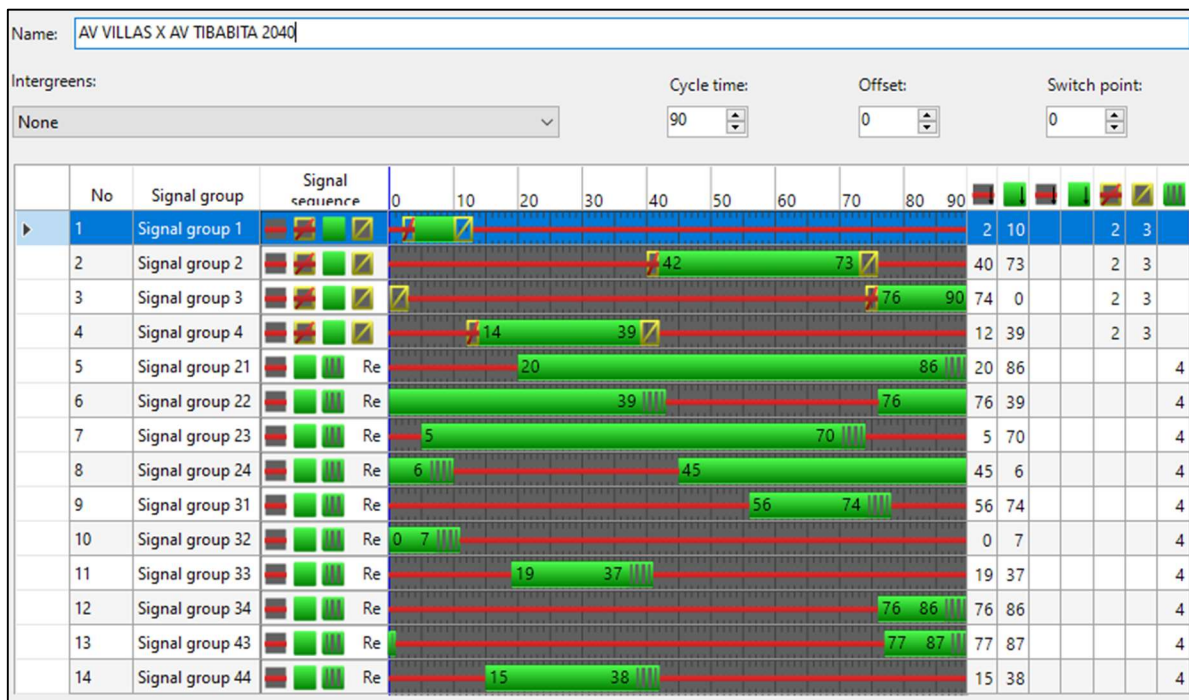 Name: AV VILLAS X AV TIBABITA 2040
Intergreens: Cycle time: Offset: Switch point:
None 90 0 0
No Signal group Signal sequence 0 10 20 30 40 50 60 70 80 90
1 Signal group 1 2 10 2 3
2 Signal group 2 42 73 40 73 2 3
3 Signal group 3 76 90 74 0 2 3
4 Signal group 4 14 39 12 39 2 3
5 Signal group 21 Re 20 86 20 86 4
6 Signal group 22 Re 39 76 76 39 4
7 Signal group 23 Re 5 70 5 70 4
8 Signal group 24 Re 6 45 45 6 4
9 Signal group 31 Re 56 74 56 74 4
10 Signal group 32 Re 0 7 0 7 4
11 Signal group 33 Re 19 37 19 37 4
12 Signal group 34 Re 76 86 76 86 4
13 Signal group 43 Re 77 87 77 87 4
14 Signal group 44 Re 15 38 15 38 4